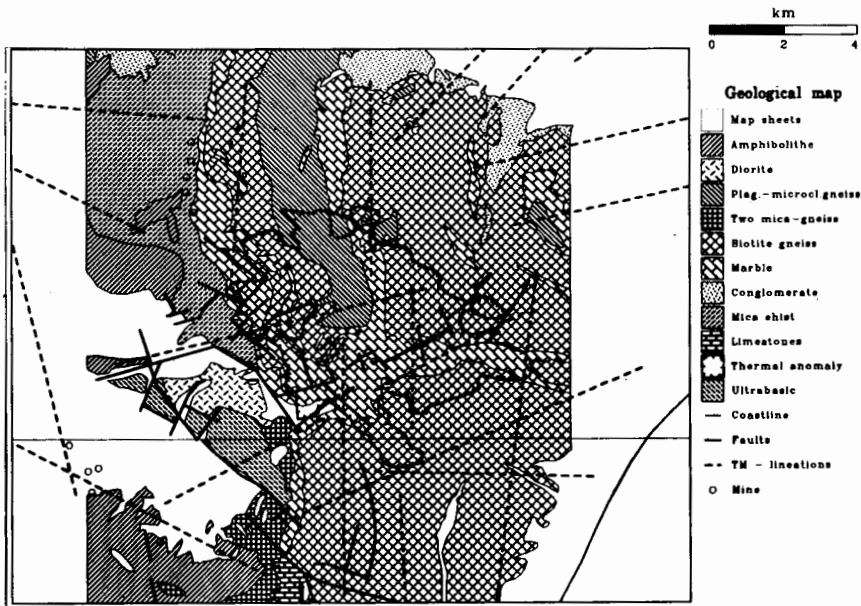 km
0 2 4
Geological map
Map sheets
Amphibolithe
Diorite
Plag.-microcl.gneiss
Two mica-gneiss
Biotite gneiss
Marble
Conglomerate
Mica shist
Limestones
Thermal anomaly
Ultrabasic
Coastline
Faults
TM - lineations
Mine